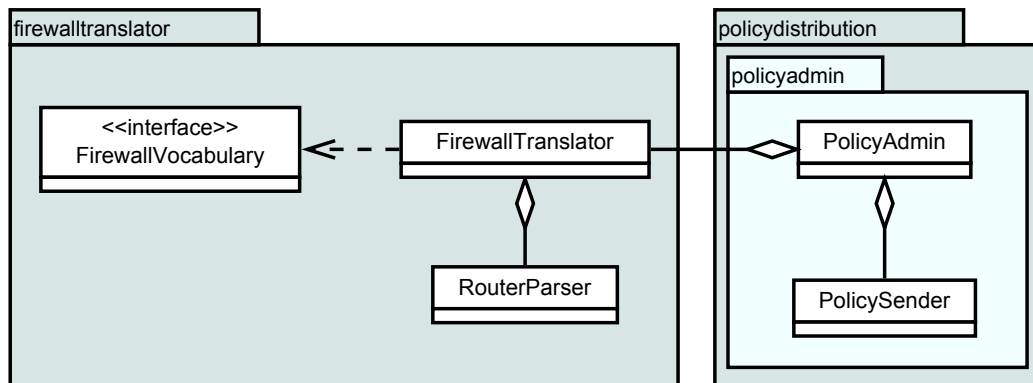 firewalltranslator
<<interface>>
FirewallVocabulary
FirewallTranslator
RouterParser
policydistribution
policyadmin
PolicyAdmin
PolicySender